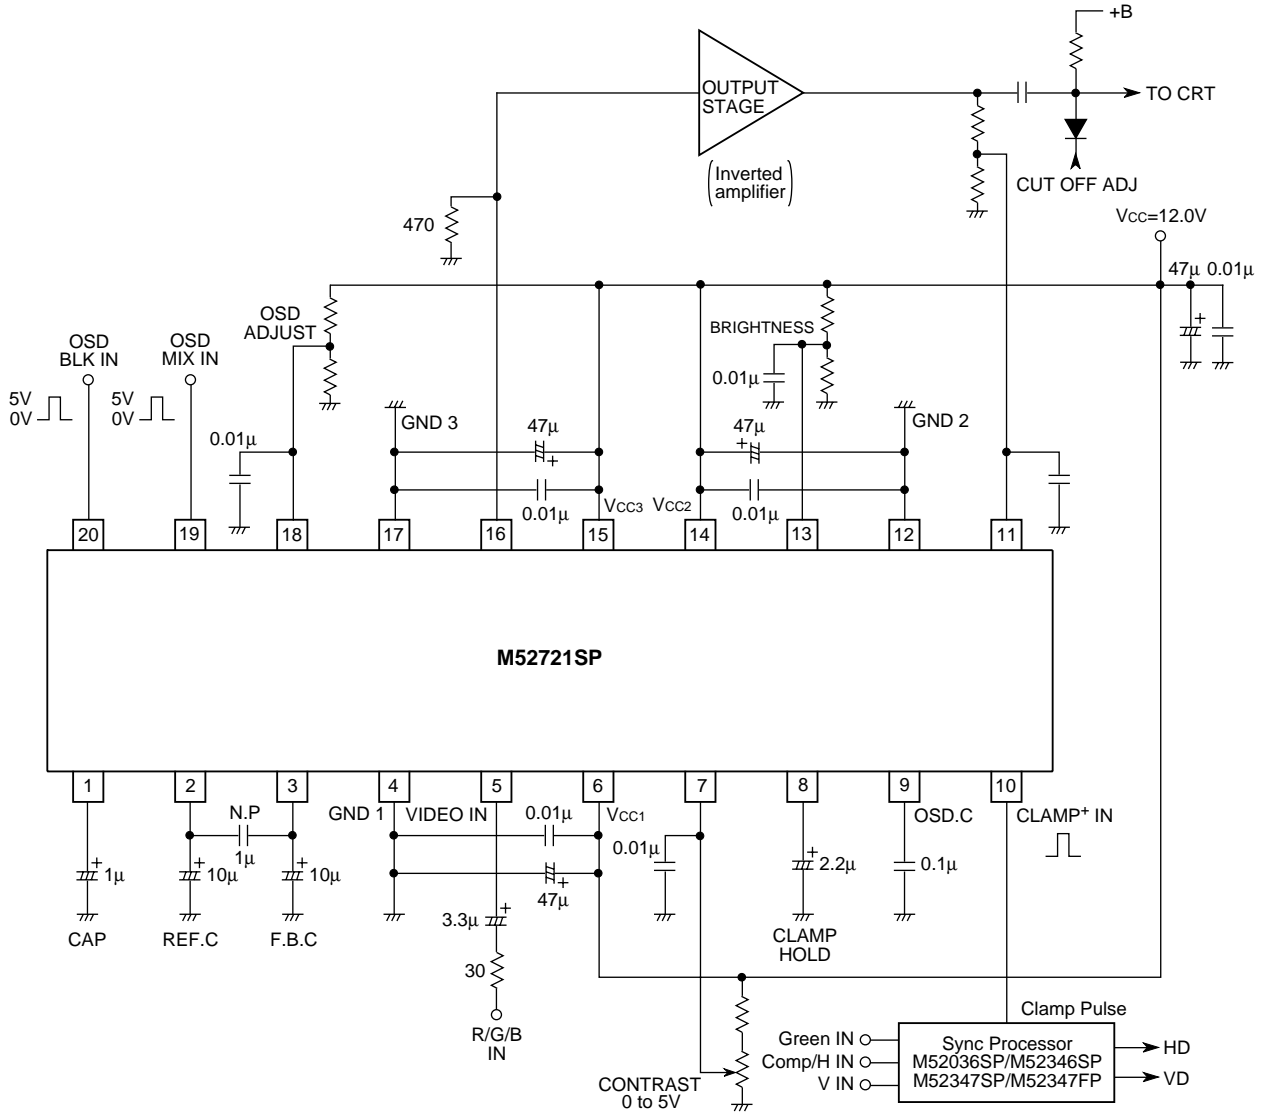 +B
OUTPUT
STAGE
TO CRT
(Inverted
amplifier)
CUT OFF ADJ
470
VCC=12.0V
47μ 0.01μ
+
OSD
ADJUST
BRIGHTNESS
OSD
BLK IN
OSD
MIX IN
0.01μ
5V
0V
5V
0V
GND 3
47μ
+
47μ
+
GND 2
0.01μ
0.01μ
VCC3
VCC2
0.01μ
20
19
18
17
16
15
14
13
12
11
M52721SP
1
2
3
4
5
6
7
8
9
10
N.P
1μ
GND 1
VIDEO IN
0.01μ
VCC1
OSD.C
CLAMP+ IN
0.01μ
+
1μ
+
10μ
+
10μ
+
47μ
+
2.2μ
0.1μ
3.3μ
+
CAP
REF.C
F.B.C
CLAMP
HOLD
30
R/G/B
IN
Clamp Pulse
Green IN
Comp/H IN
V IN
Sync Processor
M52036SP/M52346SP
M52347SP/M52347FP
HD
VD
CONTRAST
0 to 5V